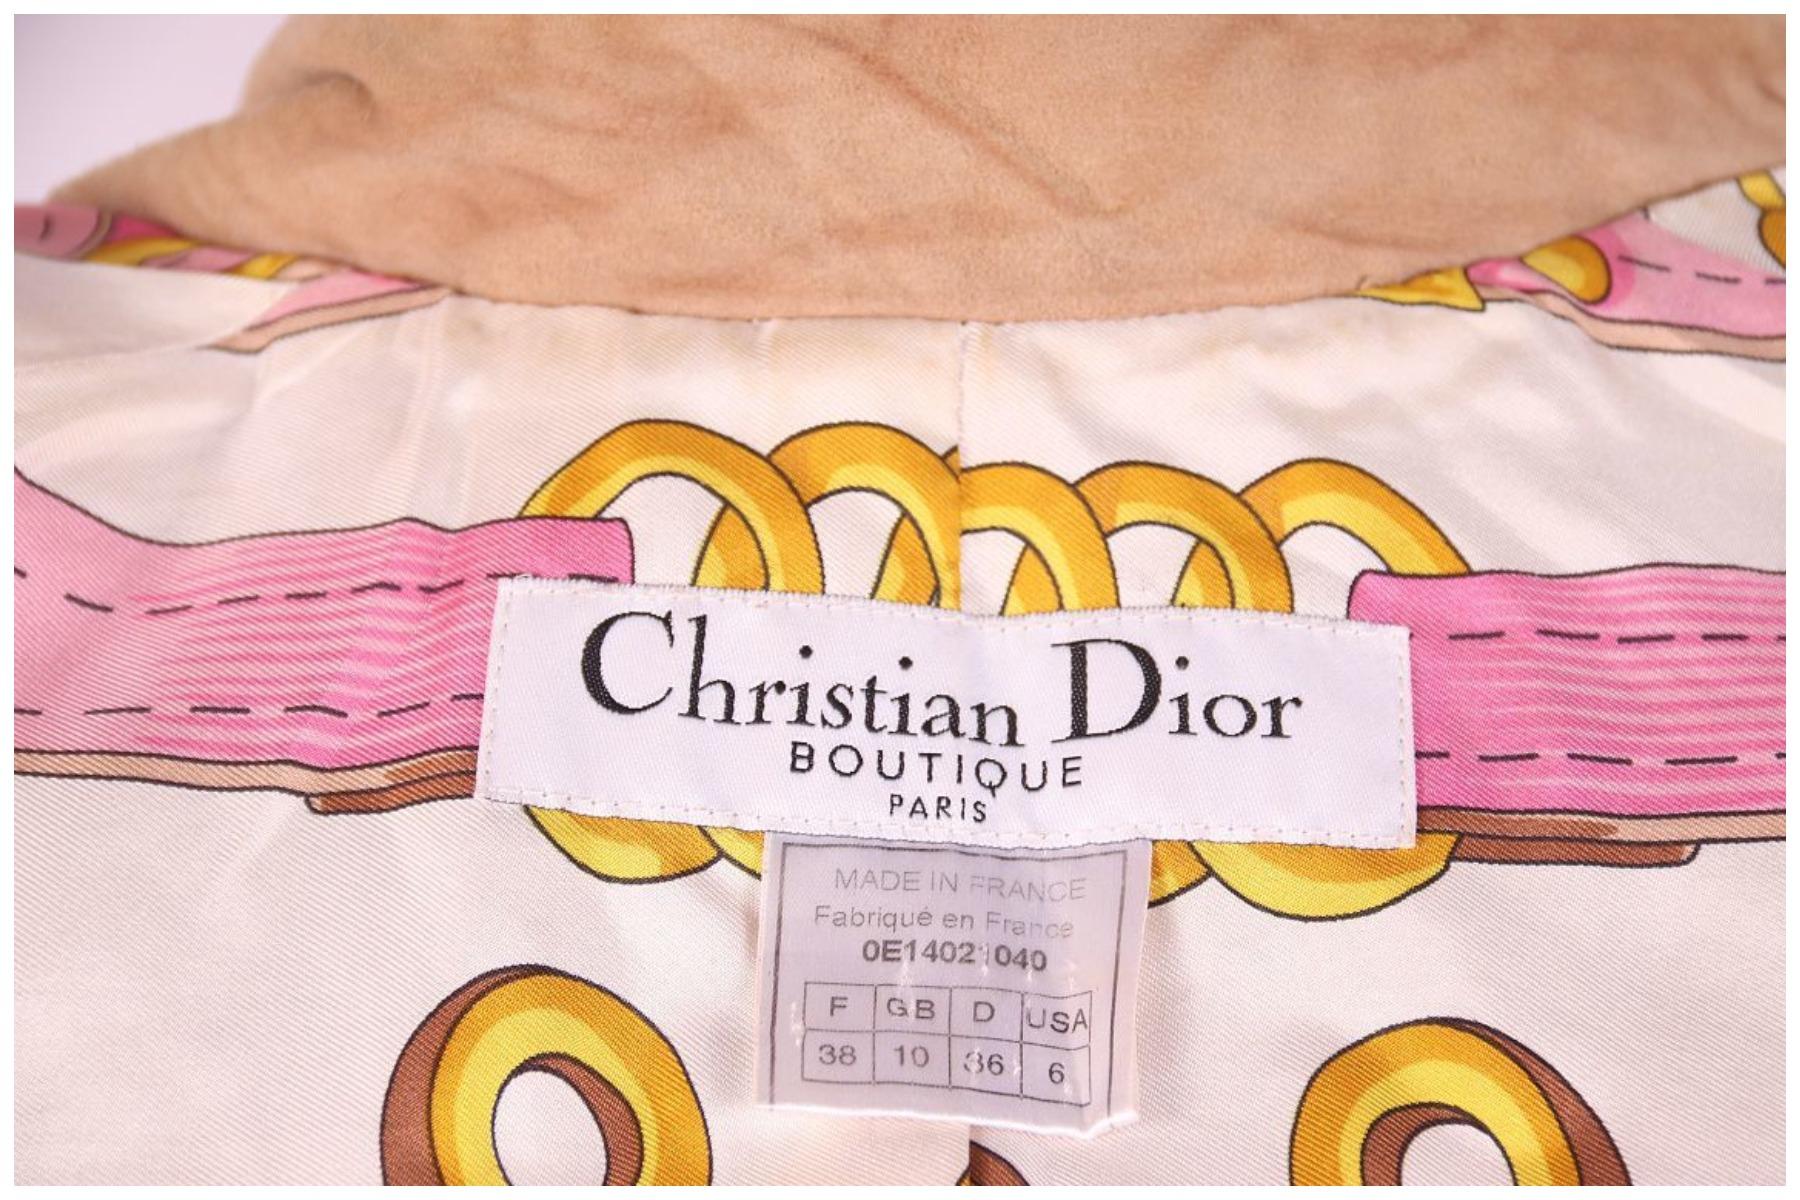 Christian Dior
BOUTIQUE
PARIS
MADE IN FRANCE
Fabriqué en France
0E14021040
F GB D USA
38 10 36 6